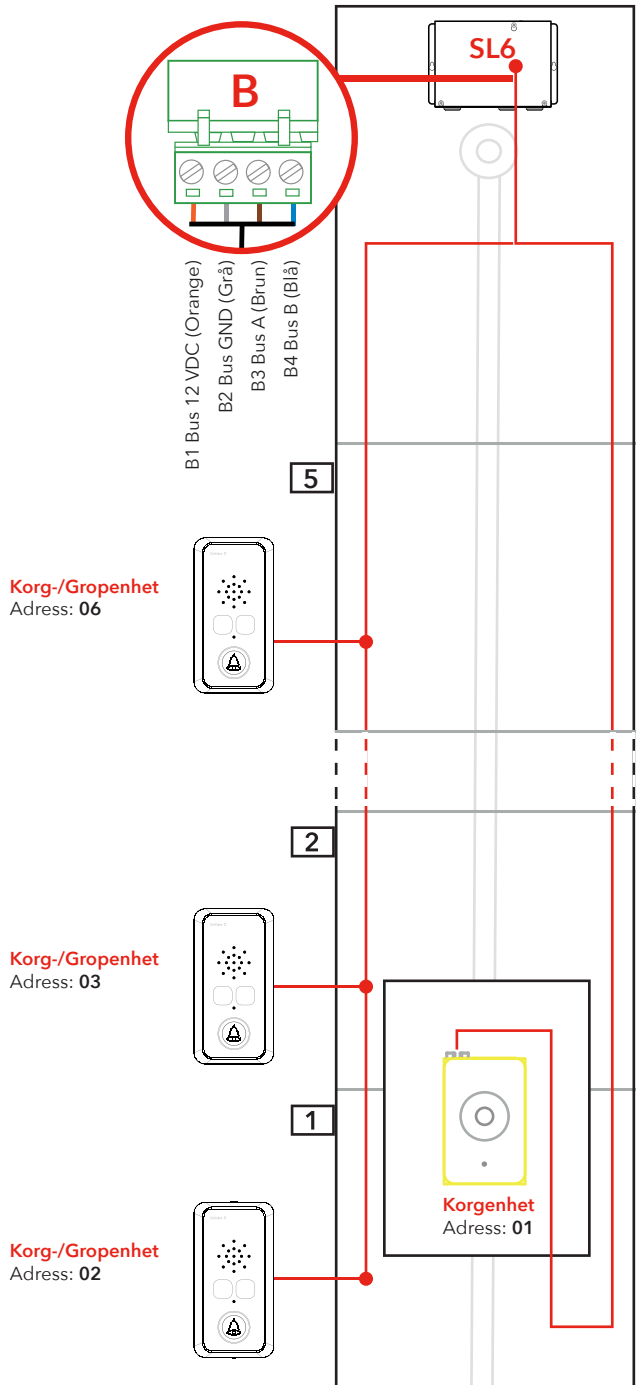 SL6
B
B1 Bus 12 VDC (Orange)
B2 Bus GND (Grå)
B3 Bus A (Brun)
B4 Bus B (Blå)
5
Korg-/Gropenhet
Adress: 06
2
Korg-/Gropenhet
Adress: 03
1
Korgenhet
Adress: 01
Korg-/Gropenhet
Adress: 02